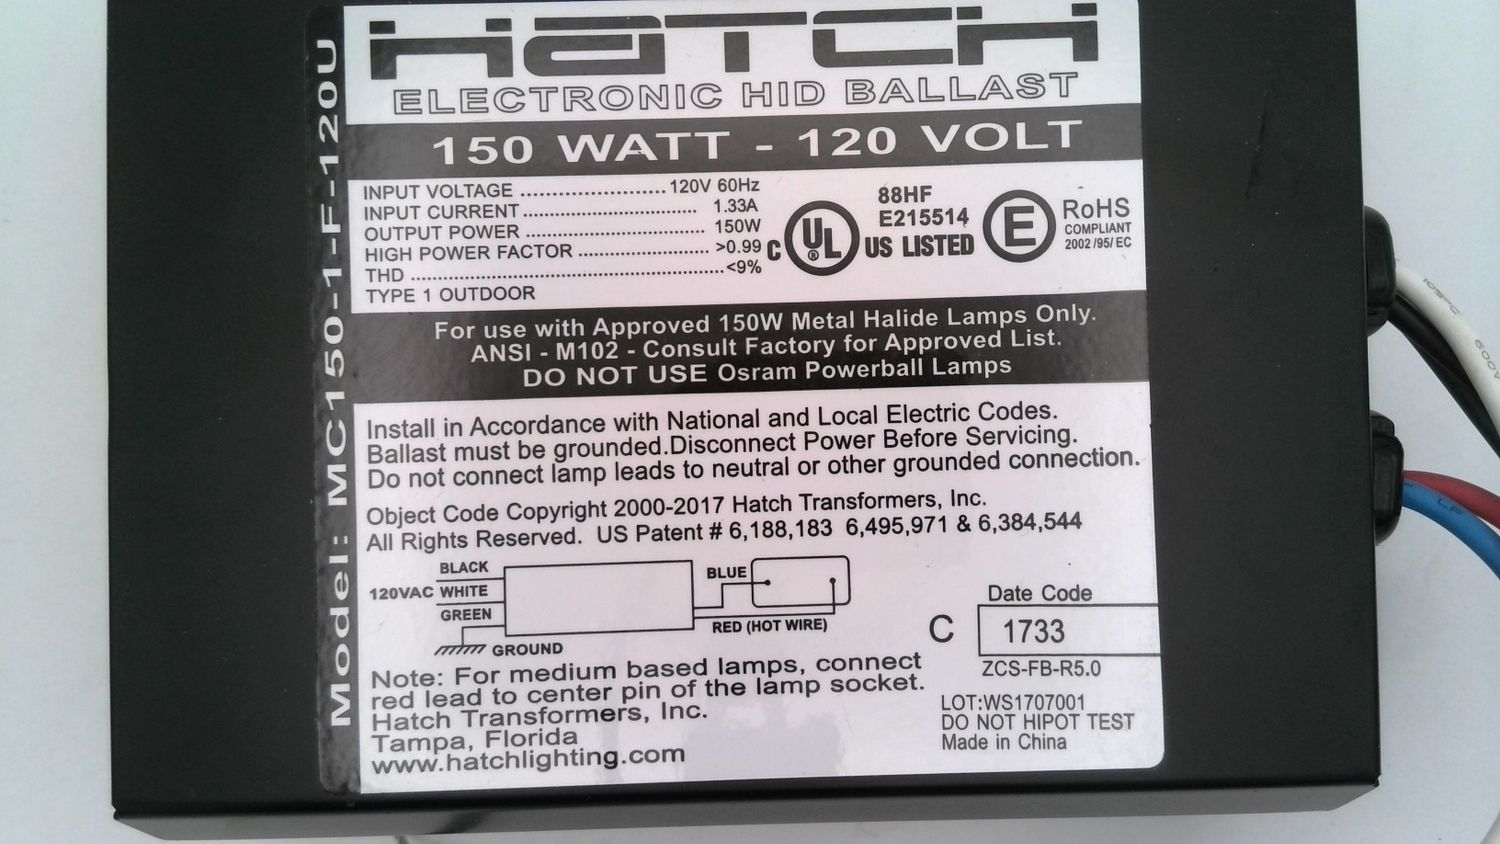 HATCH
ELECTRONIC HID BALLAST
150 WATT - 120 VOLT
Model: MC150-1-F-120U
INPUT VOLTAGE ........................ 120V 60Hz
INPUT CURRENT ............................ 1.33A
OUTPUT POWER ............................ 150W
HIGH POWER FACTOR ..................... >0.99
THD .................................................... <9%
TYPE 1 OUTDOOR
C UL ® US LISTED
88HF
E215514
E
RoHS
COMPLIANT
2002/95/EC
For use with Approved 150W Metal Halide Lamps Only.
ANSI - M102 - Consult Factory for Approved List.
DO NOT USE Osram Powerball Lamps
Install in Accordance with National and Local Electric Codes.
Ballast must be grounded.Disconnect Power Before Servicing.
Do not connect lamp leads to neutral or other grounded connection.
Object Code Copyright 2000-2017 Hatch Transformers, Inc.
All Rights Reserved. US Patent # 6,188,183 6,495,971 & 6,384,544
120VAC
BLACK
WHITE
GREEN
GROUND
BLUE
RED (HOT WIRE)
Note: For medium based lamps, connect
red lead to center pin of the lamp socket.
Hatch Transformers, Inc.
Tampa, Florida
www.hatchlighting.com
Date Code
C 1733
ZCS-FB-R5.0
LOT:WS1707001
DO NOT HIPOT TEST
Made in China
LF